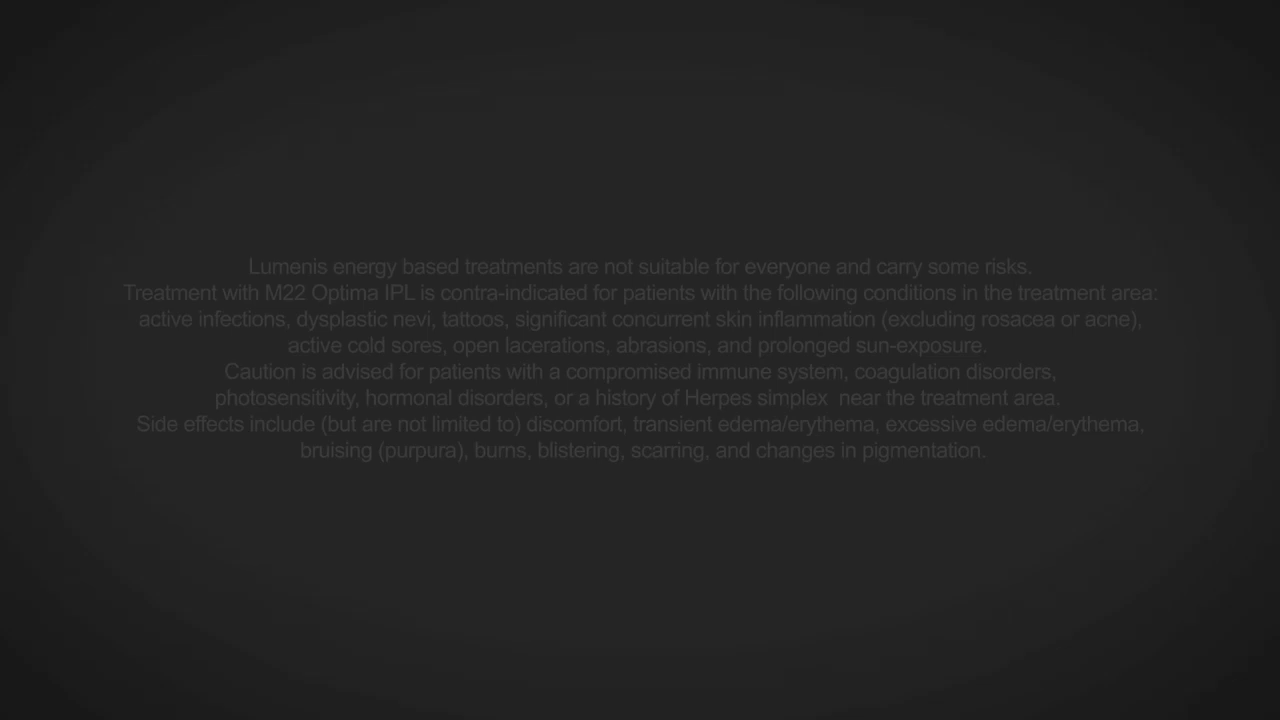 Lumenis energy based treatments are not suitable for everyone and carry some risks.
Treatment with M22 Optima IPL is contra-indicated for patients with the following conditions in the treatment area:
active infections, dysplastic nevi, tattoos, significant concurrent skin inflammation (excluding rosacea or acne),
active cold sores, open lacerations, abrasions, and prolonged sun-exposure.
Caution is advised for patients with a compromised immune system, coagulation disorders,
photosensitivity, hormonal disorders, or a history of Herpes simplex  near the treatment area.
Side effects include (but are not limited to) discomfort, transient edema/erythema, excessive edema/erythema,
bruising (purpura), burns, blistering, scarring, and changes in pigmentation.